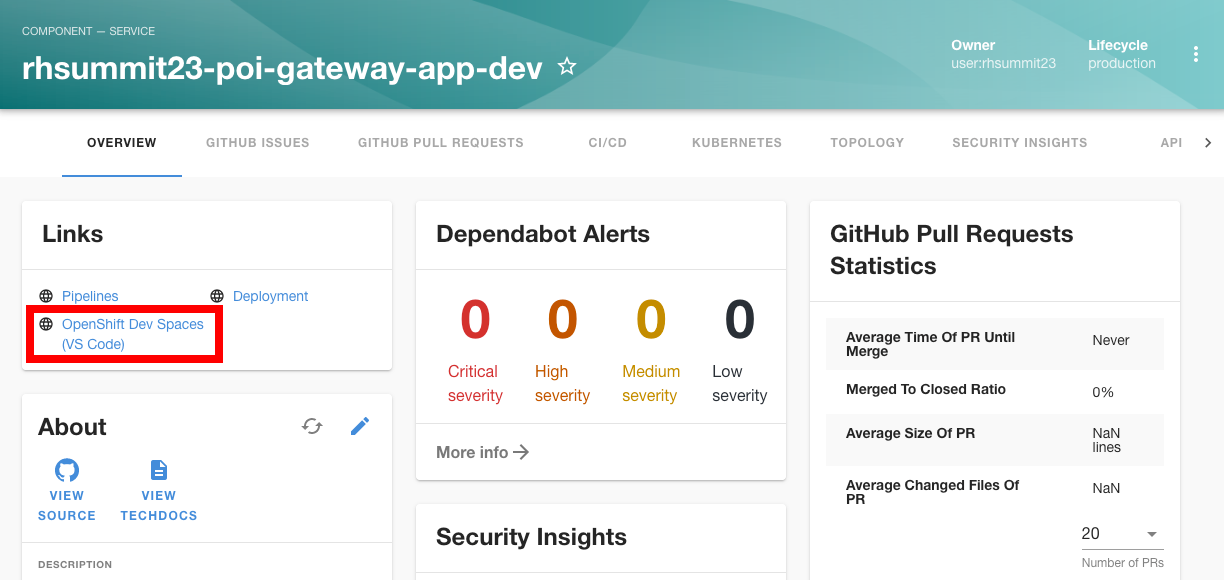 COMPONENT — SERVICE
rhsummit23-poi-gateway-app-dev
Owner
user:rhsummit23
Lifecycle
production
OVERVIEW
GITHUB ISSUES
GITHUB PULL REQUESTS
CI/CD
KUBERNETES
TOPOLOGY
SECURITY INSIGHTS
API
Links
Pipelines
Deployment
OpenShift Dev Spaces
(VS Code)
About
VIEW
SOURCE
VIEW
TECHDOCS
DESCRIPTION
Dependabot Alerts
0
Critical
severity
0
High
severity
0
Medium
severity
0
Low
severity
More info
Security Insights
GitHub Pull Requests
Statistics
Average Time Of PR Until
Merge
Never
Merged To Closed Ratio
0%
Average Size Of PR
NaN
lines
Average Changed Files Of
PR
NaN
20
Number of PRs